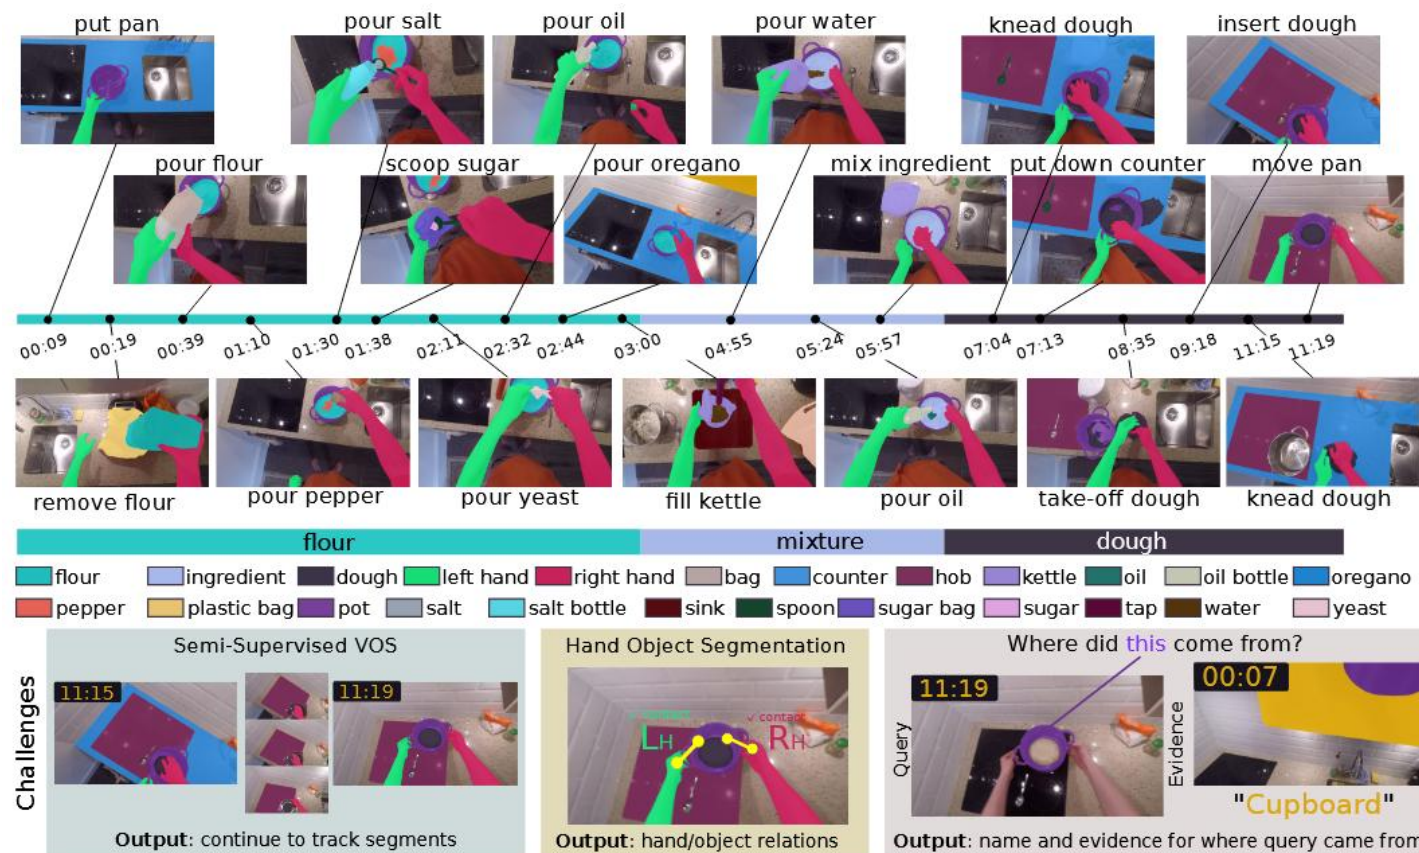 put pan
pour salt
pour oil
pour water
knead dough
insert dough
pour flour
scoop sugar
pour oregano
mix ingredient
put down counter
move pan
00:09
00:19
00:39
01:10
01:30
01:38
02:11
02:32
02:44
03:00
04:55
05:24
05:57
07:04
07:13
08:35
09:18
11:15
11:19
remove flour
pour pepper
pour yeast
fill kettle
pour oil
take-off dough
knead dough
flour
mixture
dough
flour ingredient dough left hand right hand bag counter hob kettle oil oil bottle oregano
pepper plastic bag pot salt salt bottle sink spoon sugar bag sugar tap water yeast
Challenges
Semi-Supervised VOS
11:15
11:19
Output: continue to track segments
Hand Object Segmentation
✓ contact
LH
✓ contact
RH
Output: hand/object relations
Where did this come from?
Query
11:19
Evidence
00:07
"Cupboard"
Output: name and evidence for where query came from